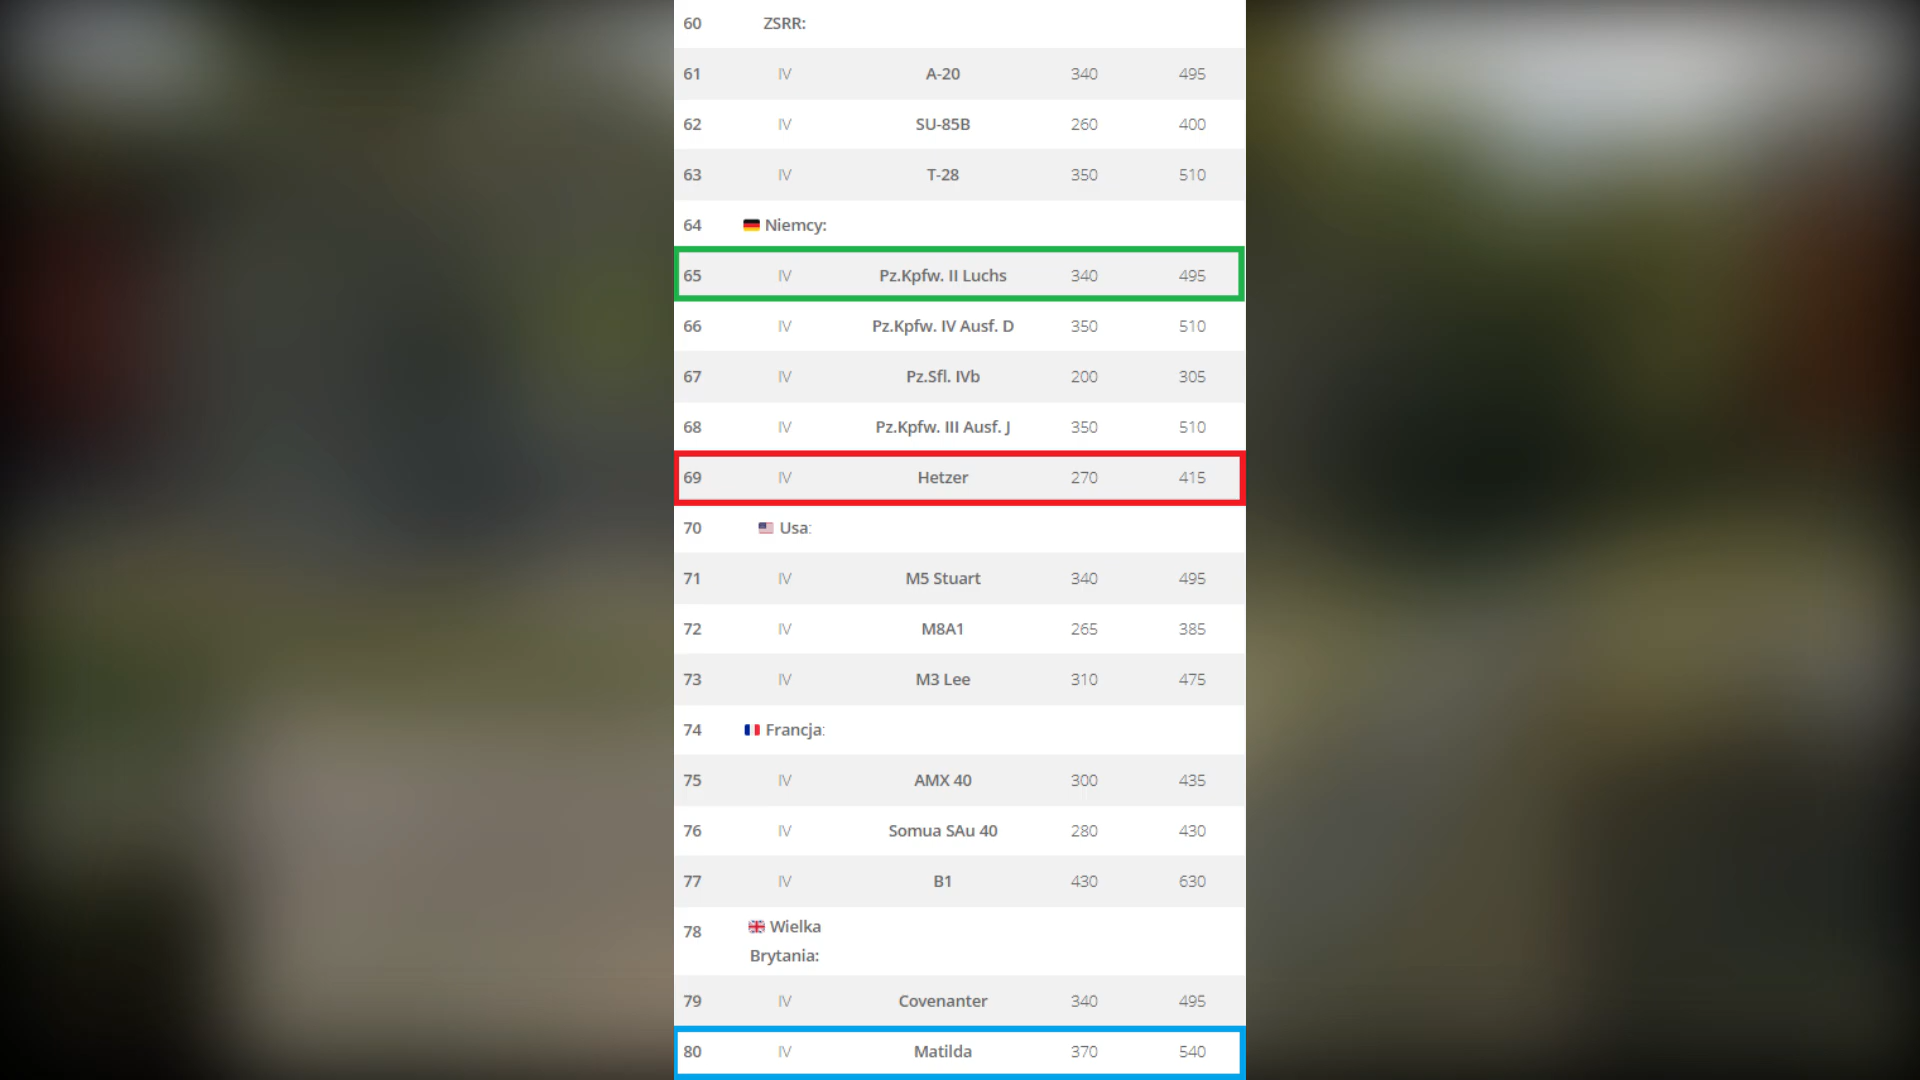 60 ZSRR:
61 IV A-20 340 495
62 IV SU-85B 260 400
63 IV T-28 350 510
64 Niemcy:
65 IV Pz.Kpfw. II Luchs 340 495
66 IV Pz.Kpfw. IV Ausf. D 350 510
67 IV Pz.Sfl. IVb 200 305
68 IV Pz.Kpfw. III Ausf. J 350 510
69 IV Hetzer 270 415
70 Usa:
71 IV M5 Stuart 340 495
72 IV M8A1 265 385
73 IV M3 Lee 310 475
74 Francja:
75 IV AMX 40 300 435
76 IV Somua SAu 40 280 430
77 IV B1 430 630
78 Wielka
Brytania:
79 IV Covenanter 340 495
80 IV Matilda 370 540